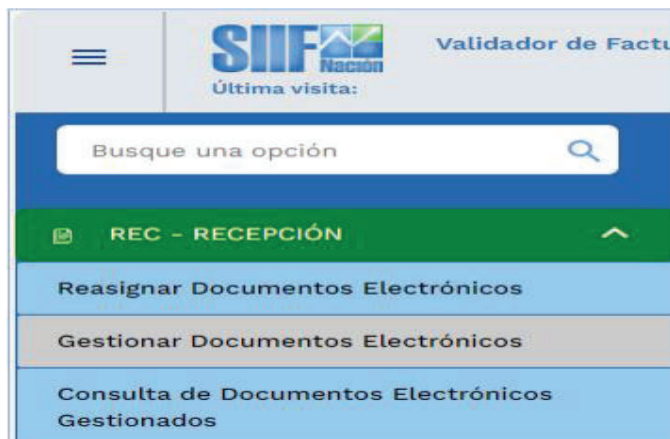 SIIF
Nación
Validador de Factu
Última visita:
Busque una opción
REC - RECEPCIÓN
Reasignar Documentos Electrónicos
Gestionar Documentos Electrónicos
Consulta de Documentos Electrónicos
Gestionados